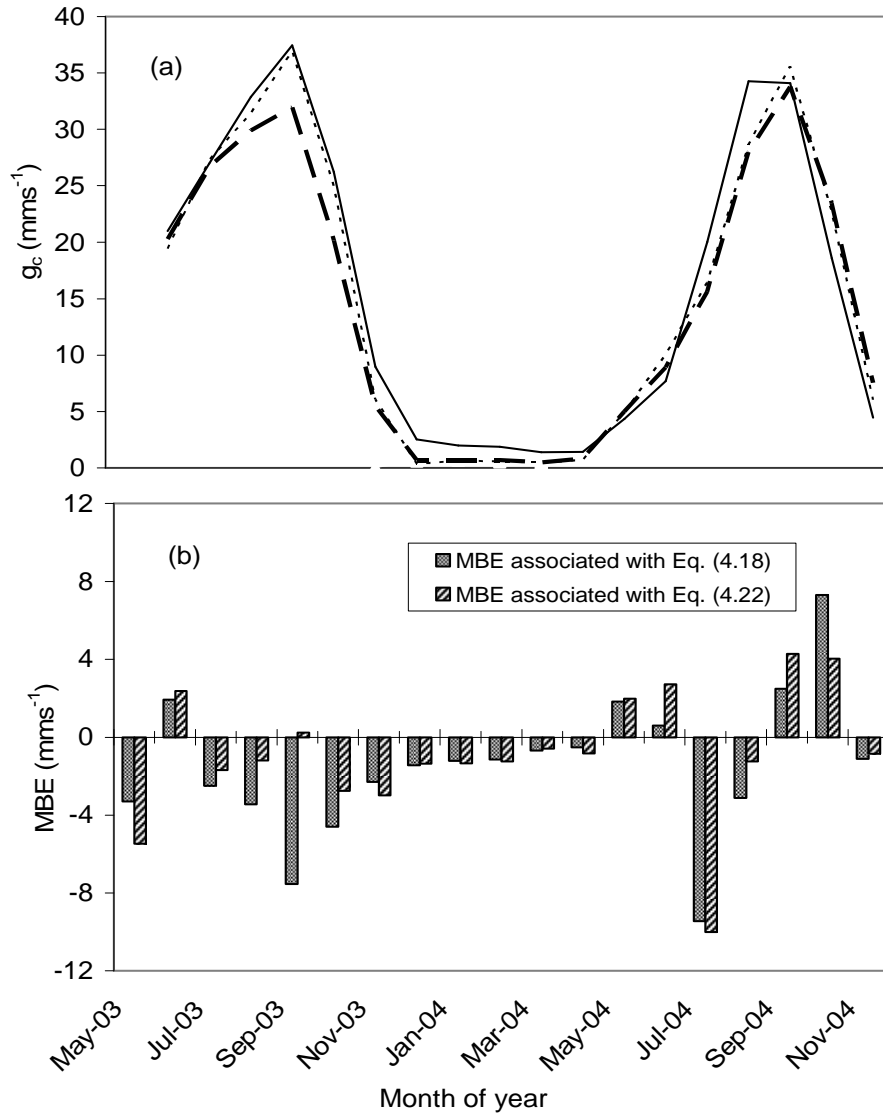 40
35
30
25
20
15
10
5
0
g_c (mms⁻¹)
(a)
12
8
4
0
-4
-8
-12
MBE (mms⁻¹)
(b)
MBE associated with Eq. (4.18)
MBE associated with Eq. (4.22)
May-03
Jul-03
Sep-03
Nov-03
Jan-04
Mar-04
May-04
Jul-04
Sep-04
Nov-04
Month of year